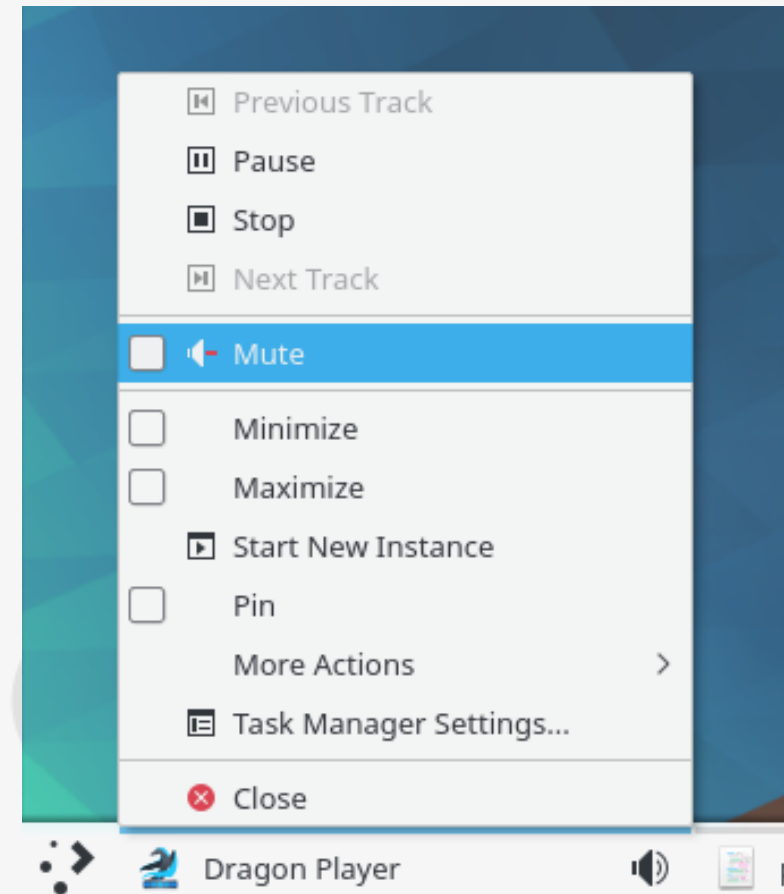 Previous Track
Pause
Stop
Next Track
Mute
Minimize
Maximize
Start New Instance
Pin
More Actions
Task Manager Settings...
Close
Dragon Player